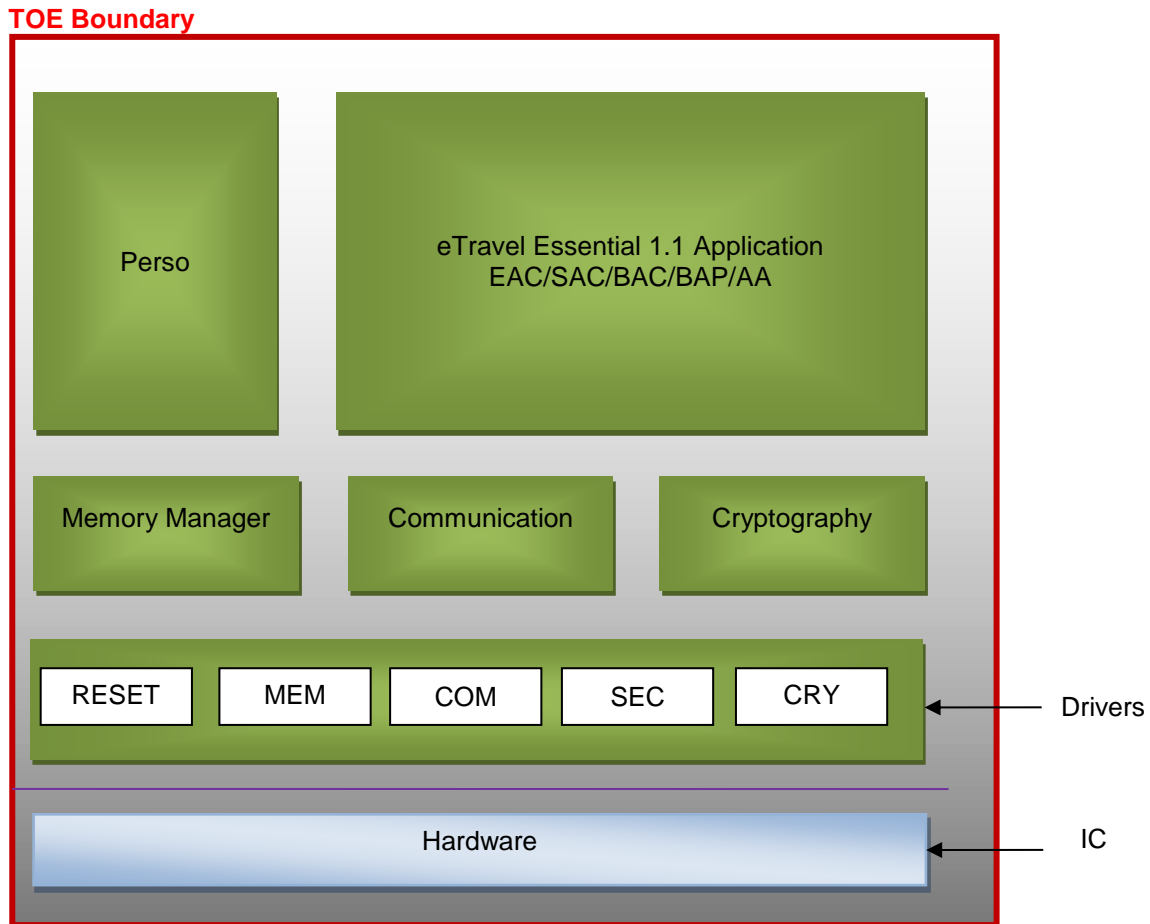 TOE Boundary
Perso
eTravel Essential 1.1 Application
EAC/SAC/BAC/BAP/AA
Memory Manager
Communication
Cryptography
RESET
MEM
COM
SEC
CRY
Drivers
Hardware
IC